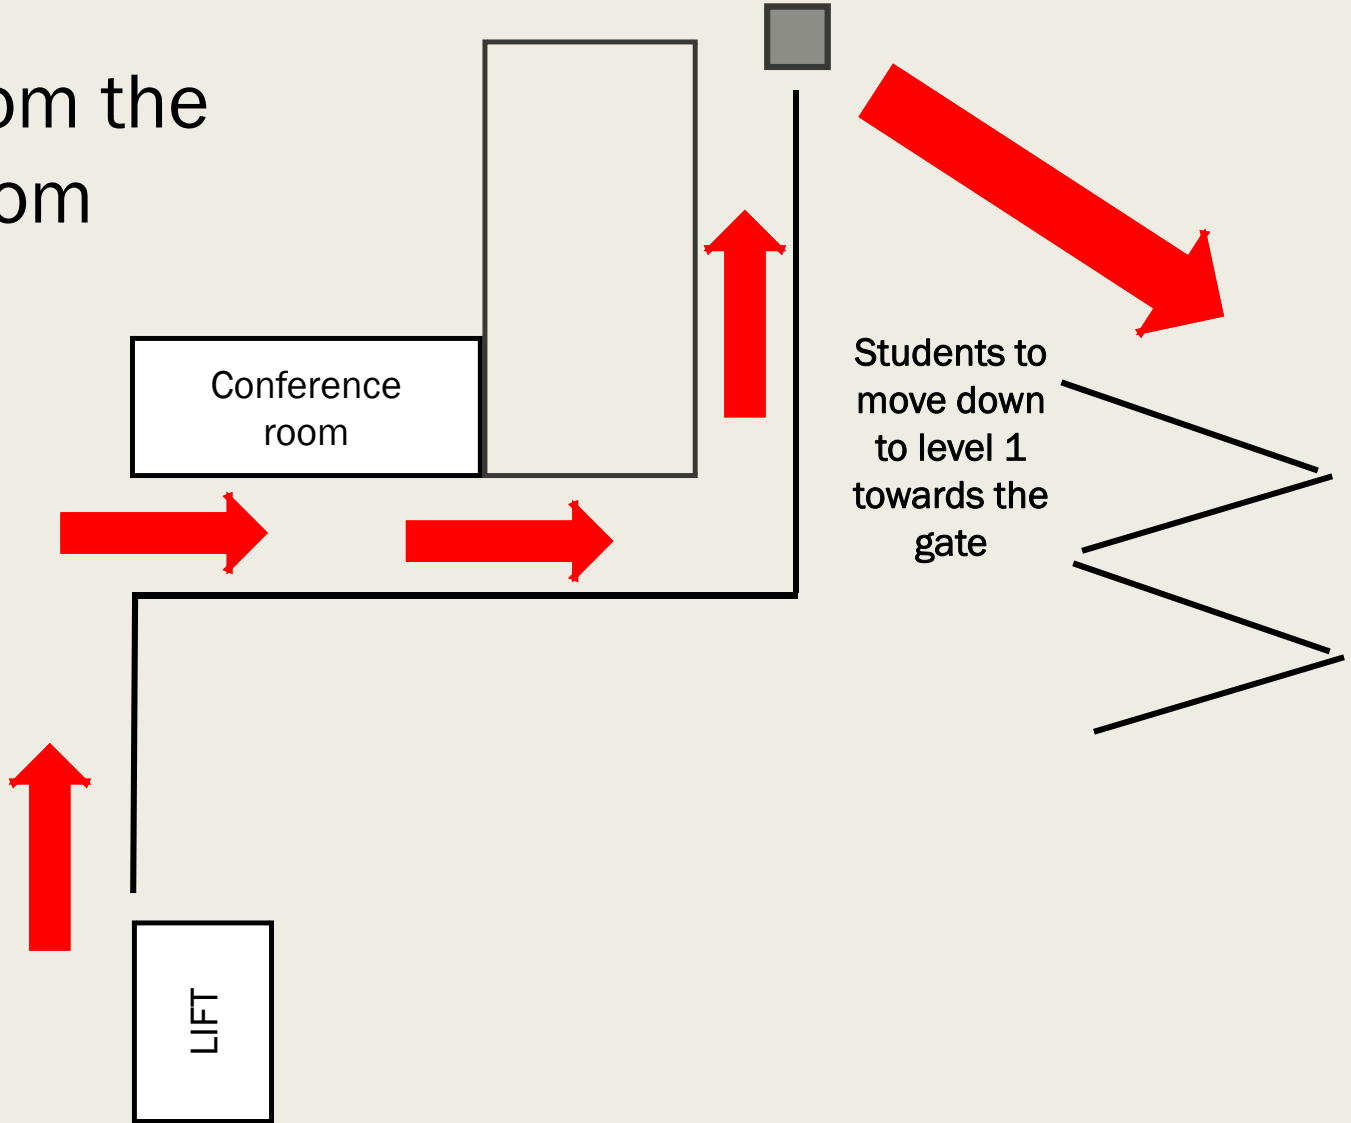 om the
om
Conference
room
Students to
move down
to level 1
towards the
gate
LIFT